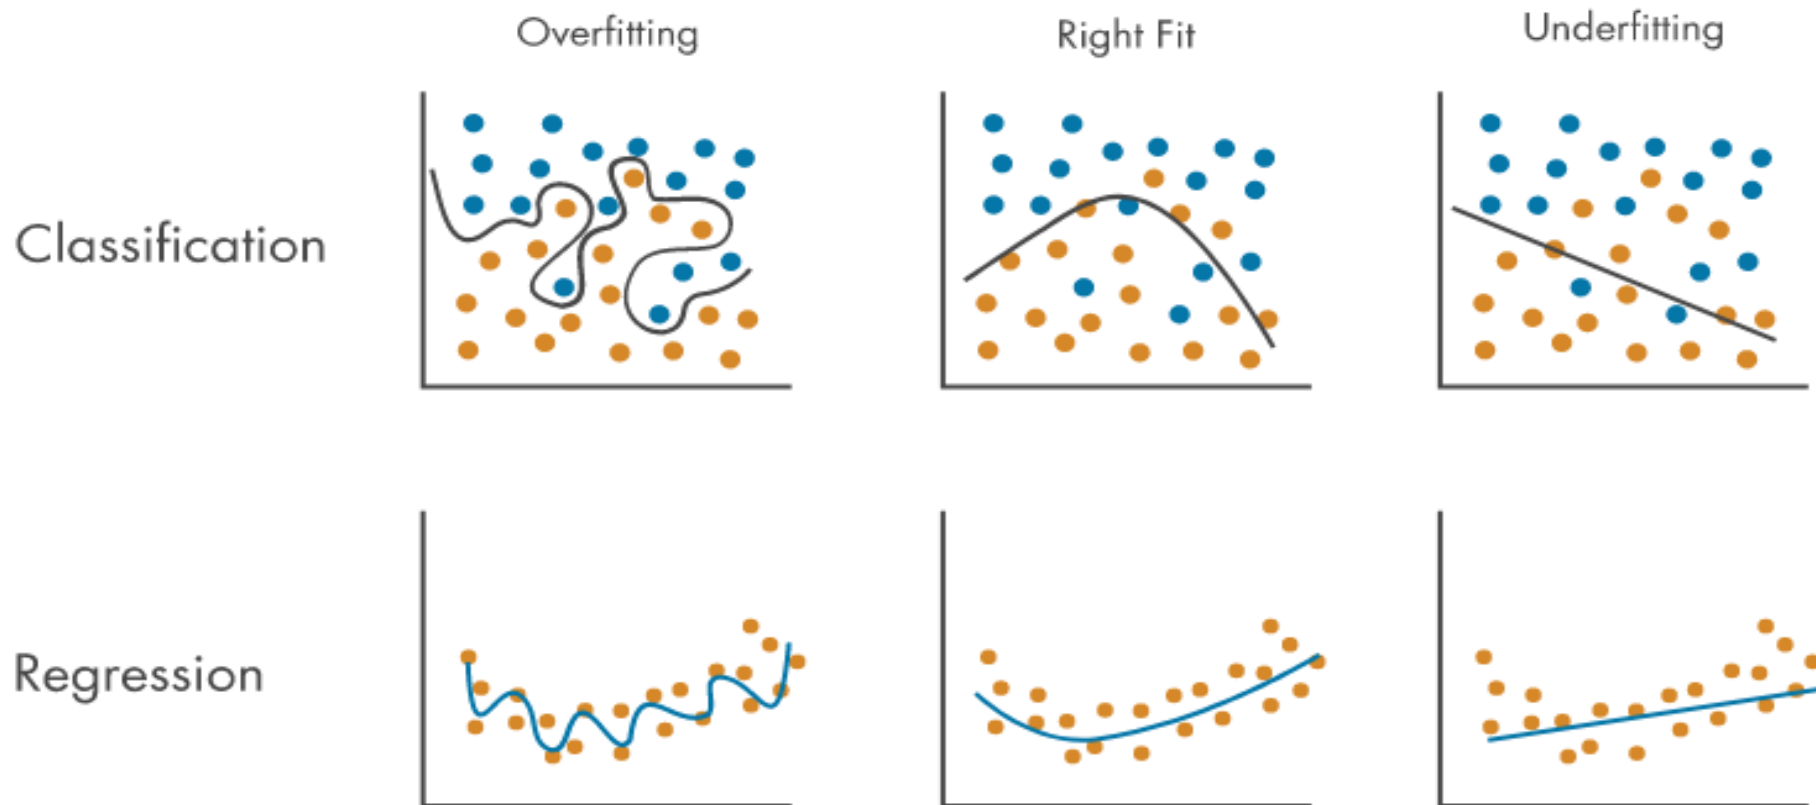 Overfitting
Right Fit
Underfitting
Classification
Regression